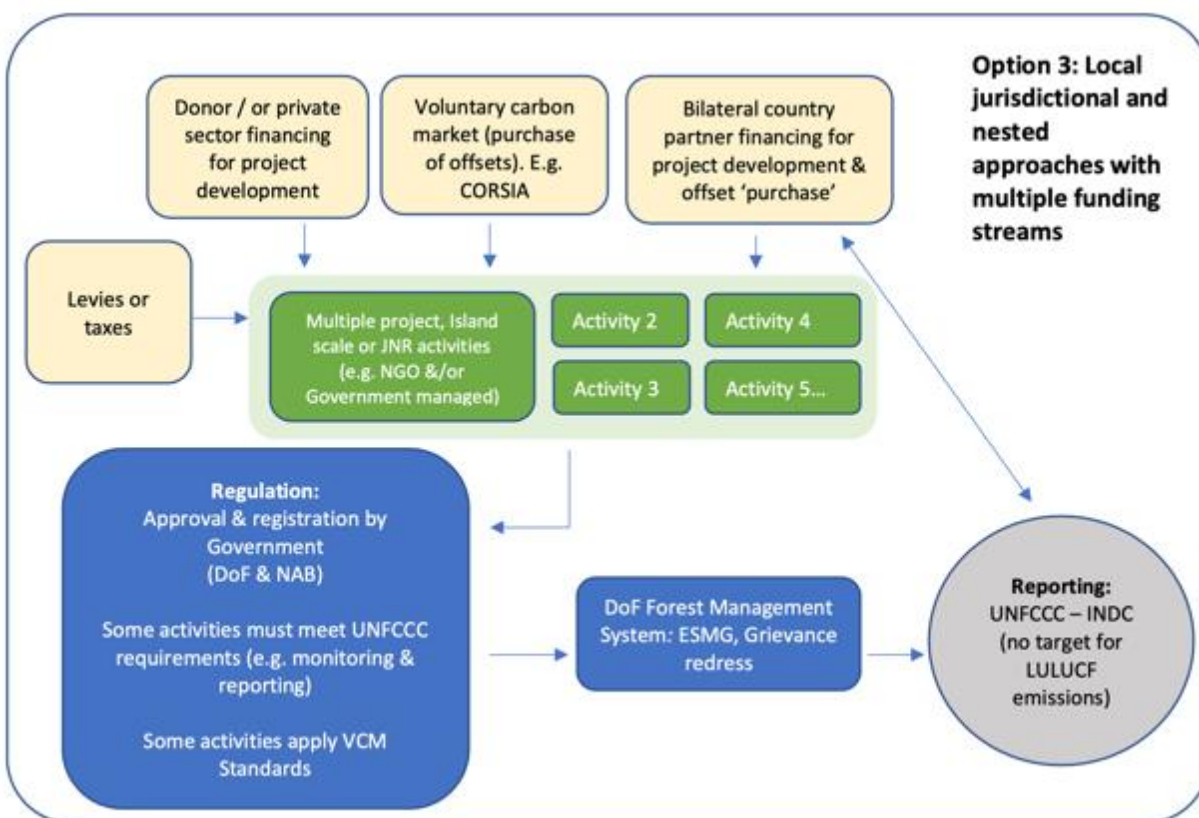 Option 3: Local
jurisdictional and
nested
approaches with
multiple funding
streams
Donor / or private
sector financing
for project
development
Voluntary carbon
market (purchase
of offsets). E.g.
CORSIA
Bilateral country
partner financing for
project development &
offset ‘purchase’
Levies or
taxes
Multiple project, Island
scale or JNR activities
(e.g. NGO &/or
Government managed)
Activity 2
Activity 4
Activity 3
Activity 5...
Regulation:
Approval & registration by
Government
(DoF & NAB)
Some activities must meet UNFCCC
requirements (e.g. monitoring &
reporting)
Some activities apply VCM
Standards
DoF Forest Management
System: ESMG, Grievance
redress
Reporting:
UNFCCC – INDC
(no target for
LULUCF
emissions)